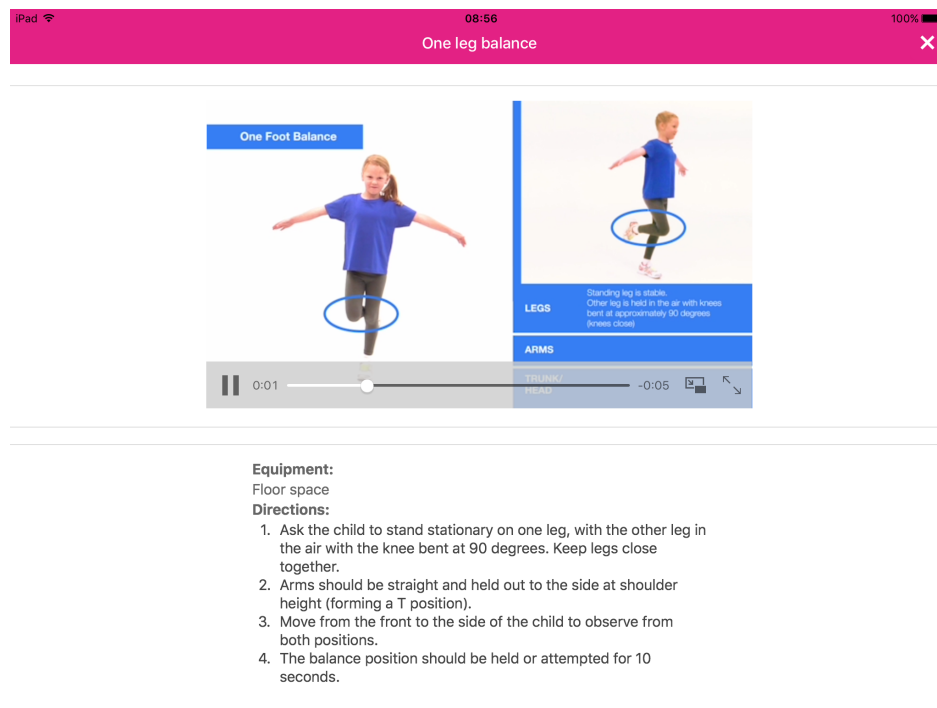 iPad
08:56
100%
One leg balance
One Foot Balance
LEGS
Standing leg is stable.
Other leg is held in the air with knees
bent at approximately 90 degrees
(knees close)
ARMS
TRUNK/
HEAD
0:01
-0:05
Equipment:
Floor space
Directions:
1. Ask the child to stand stationary on one leg, with the other leg in
the air with the knee bent at 90 degrees. Keep legs close
together.
2. Arms should be straight and held out to the side at shoulder
height (forming a T position).
3. Move from the front to the side of the child to observe from
both positions.
4. The balance position should be held or attempted for 10
seconds.